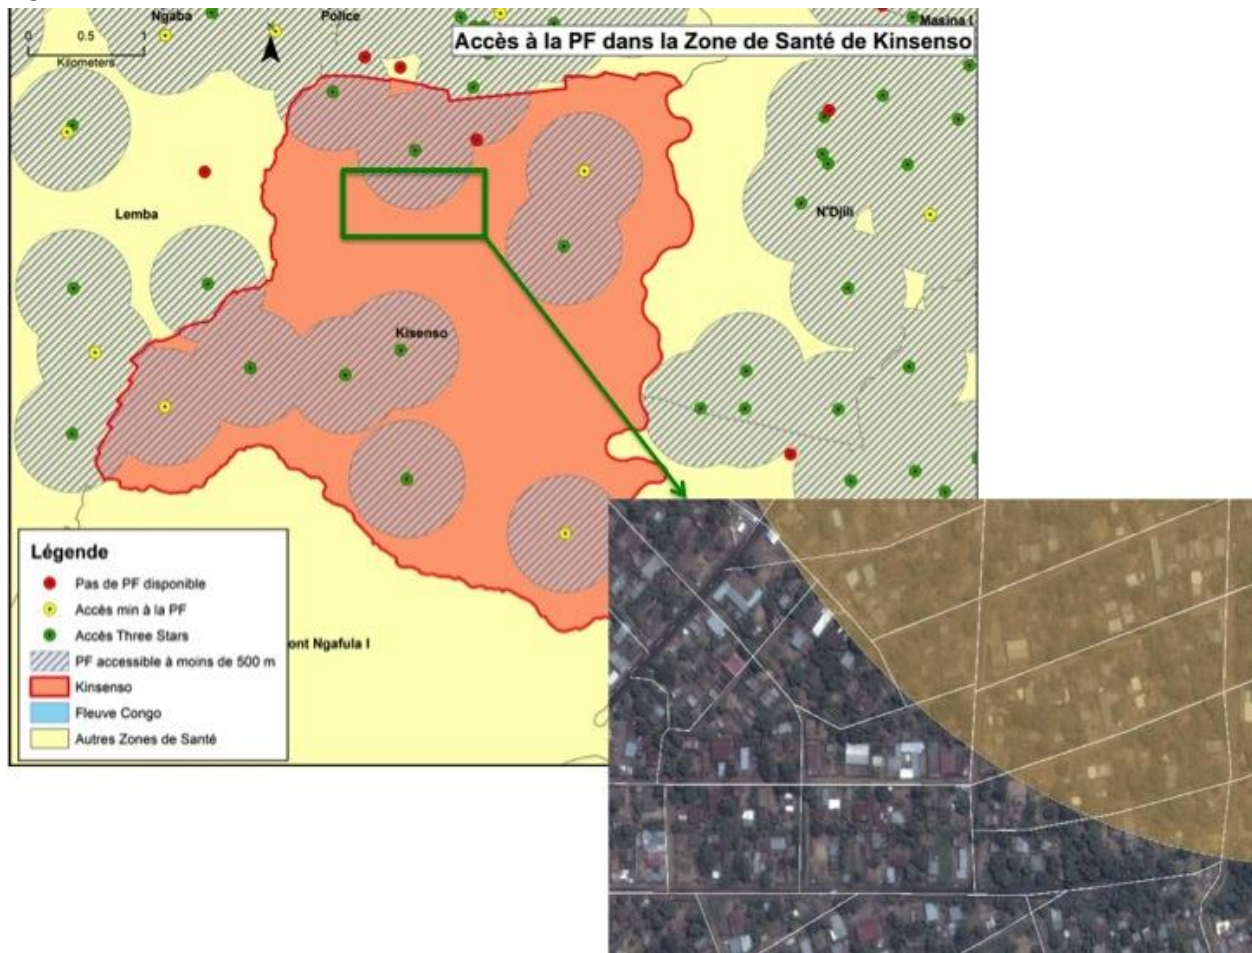 Ngaba
Police
Masina I
0 0.5 1
Kilometers
N
Accès à la PF dans la Zone de Santé de Kinsenso
Lemba
N'Djili
Kisenso
Légende
Pas de PF disponible
Accès min à la PF
Accès Three Stars
PF accessible à moins de 500 m
Kinsenso
Fleuve Congo
Autres Zones de Santé
ont Ngafula I